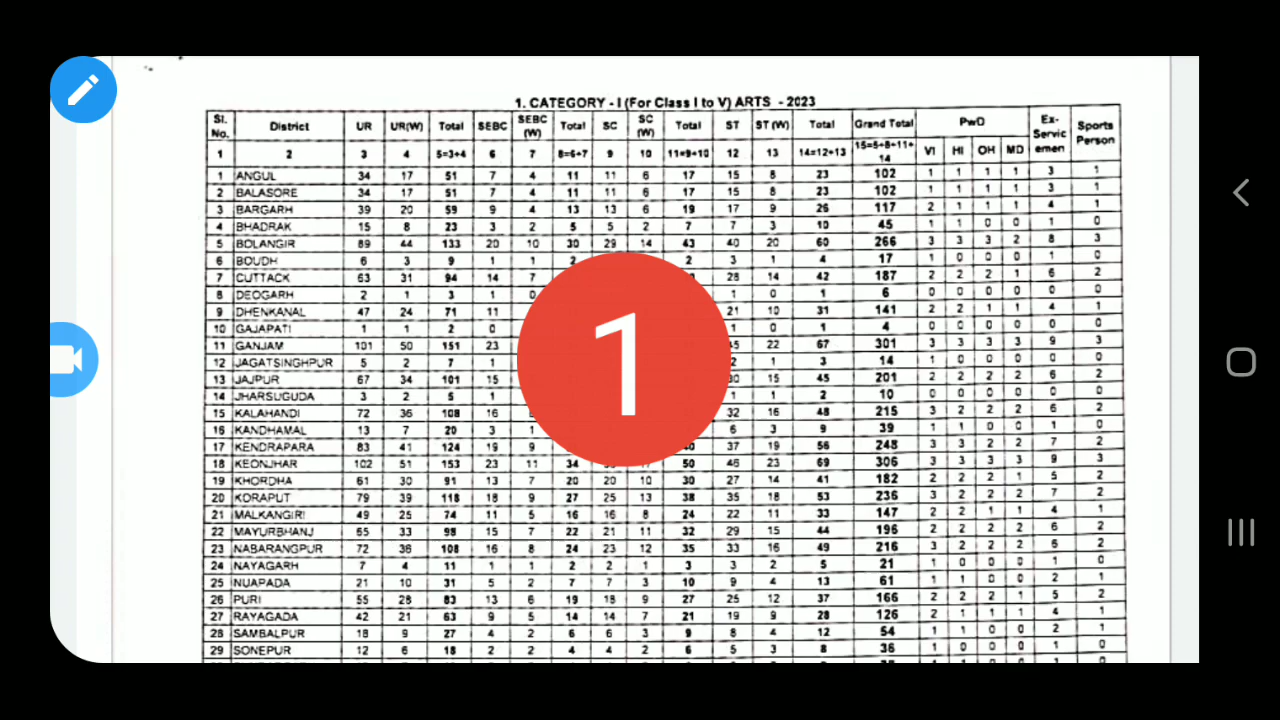 1. CATEGORY - I (For Class I to V) ARTS - 2023
Sl. No. District UR UR(W) Total SEBC SEBC (W) Total SC SC (W) Total ST ST (W) Total Grand Total PwD Ex-Servicemen Sports Person
1 2 3 4 5=3+4 6 7 8=6+7 9 10 11=9+10 12 13 14=12+13 15=5+8+11+14 VI HI OH MD
1 ANGUL 34 17 51 7 4 11 11 6 17 15 8 23 102 1 1 1 1 3 1
2 BALASORE 34 17 51 7 4 11 11 6 17 15 8 23 102 1 1 1 1 3 1
3 BARGARH 39 20 59 9 4 13 13 6 19 17 9 26 117 2 1 1 1 4 1
4 BHADRAK 15 8 23 3 2 5 5 2 7 7 3 10 45 1 1 0 0 1 0
5 BOLANGIR 89 44 133 20 10 30 29 14 43 40 20 60 266 3 3 3 2 8 3
6 BOUDH 6 3 9 1 1 2 2 3 1 4 17 1 0 0 0 1 0
7 CUTTACK 63 31 94 14 7 28 14 42 187 2 2 2 1 6 2
8 DEOGARH 2 1 3 1 0 1 0 1 6 0 0 0 0 0 0
9 DHENKANAL 47 24 71 11 21 10 31 141 2 2 1 1 4 1
10 GAJAPATI 1 1 2 0 1 0 1 4 0 0 0 0 0 0
11 GANJAM 101 50 151 23 22 67 301 3 3 3 3 9 3
12 JAGATSINGHPUR 5 2 7 1 2 1 3 14 1 0 0 0 0 0
13 JAJPUR 67 34 101 15 30 15 45 201 2 2 2 2 6 2
14 JHARSUGUDA 3 2 5 1 1 1 2 10 0 0 0 0 0 0
15 KALAHANDI 72 36 108 16 32 16 48 215 3 2 2 2 6 2
16 KANDHAMAL 13 7 20 3 1 6 3 9 39 1 1 0 0 1 0
17 KENDRAPARA 83 41 124 19 9 37 19 56 248 3 3 2 2 7 2
18 KEONJHAR 102 51 153 23 11 34 50 46 23 69 306 3 3 3 3 9 3
19 KHORDHA 61 30 91 13 7 20 20 10 30 27 14 41 182 2 2 2 1 5 2
20 KORAPUT 79 39 118 18 9 27 25 13 38 35 18 53 236 3 2 2 2 7 2
21 MALKANGIRI 49 25 74 11 5 16 16 8 24 22 11 33 147 2 2 1 1 4 1
22 MAYURBHANJ 65 33 98 15 7 22 21 11 32 29 15 44 196 2 2 2 2 6 2
23 NABARANGPUR 72 36 108 16 8 24 23 12 35 33 16 49 216 3 2 2 2 6 2
24 NAYAGARH 7 4 11 1 1 2 2 1 3 3 2 5 21 1 0 0 0 1 0
25 NUAPADA 21 10 31 5 2 7 7 3 10 9 4 13 61 1 1 0 0 2 1
26 PURI 55 28 83 13 6 19 18 9 27 25 12 37 166 2 2 2 1 5 2
27 RAYAGADA 42 21 63 9 5 14 14 7 21 19 9 28 126 2 1 1 1 4 1
28 SAMBALPUR 18 9 27 4 2 6 6 3 9 8 4 12 54 1 1 0 0 2 1
29 SONEPUR 12 6 18 2 2 4 4 2 6 5 3 8 36 1 0 0 0 1 0
1